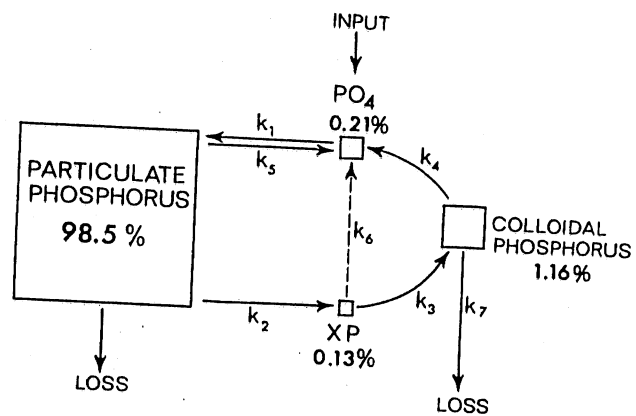 INPUT
PO₄
0.21%
k₁
k₅
k₄
PARTICULATE
PHOSPHORUS
98.5 %
k₆
COLLOIDAL
PHOSPHORUS
1.16%
k₂
k₃
k₇
XP
0.13%
LOSS
LOSS